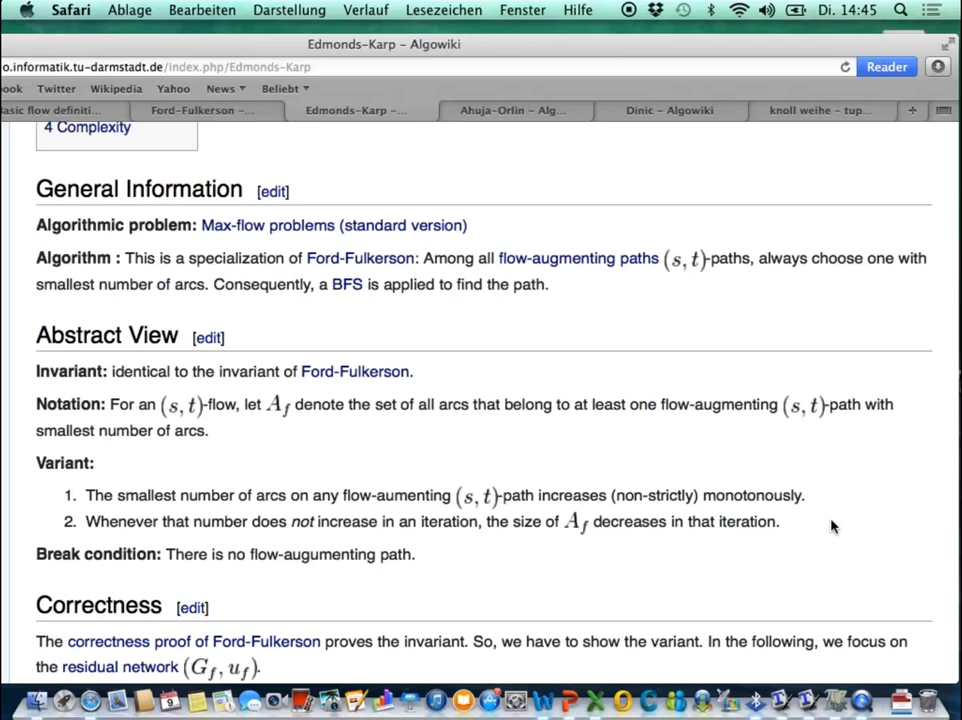 Safari Ablage Bearbeiten Darstellung Verlauf Lesezeichen Fenster Hilfe Di. 14:45
Edmonds-Karp – Algowiki
o.informatik.tu-darmstadt.de/index.php/Edmonds-Karp Reader
ook Twitter Wikipedia Yahoo News Beliebt
asic flow definiti... Ford-Fulkerson –... Edmonds-Karp –... Ahuja-Orlin – Alg... Dinic – Algowiki knoll weihe – tup... +
4 Complexity
General Information [edit]
Algorithmic problem: Max-flow problems (standard version)
Algorithm : This is a specialization of Ford-Fulkerson: Among all flow-augmenting paths (s, t)-paths, always choose one with
smallest number of arcs. Consequently, a BFS is applied to find the path.
Abstract View [edit]
Invariant: identical to the invariant of Ford-Fulkerson.
Notation: For an (s, t)-flow, let A_f denote the set of all arcs that belong to at least one flow-augmenting (s, t)-path with
smallest number of arcs.
Variant:
1. The smallest number of arcs on any flow-aumenting (s, t)-path increases (non-strictly) monotonously.
2. Whenever that number does not increase in an iteration, the size of A_f decreases in that iteration.
Break condition: There is no flow-augumenting path.
Correctness [edit]
The correctness proof of Ford-Fulkerson proves the invariant. So, we have to show the variant. In the following, we focus on
the residual network (G_f, u_f).